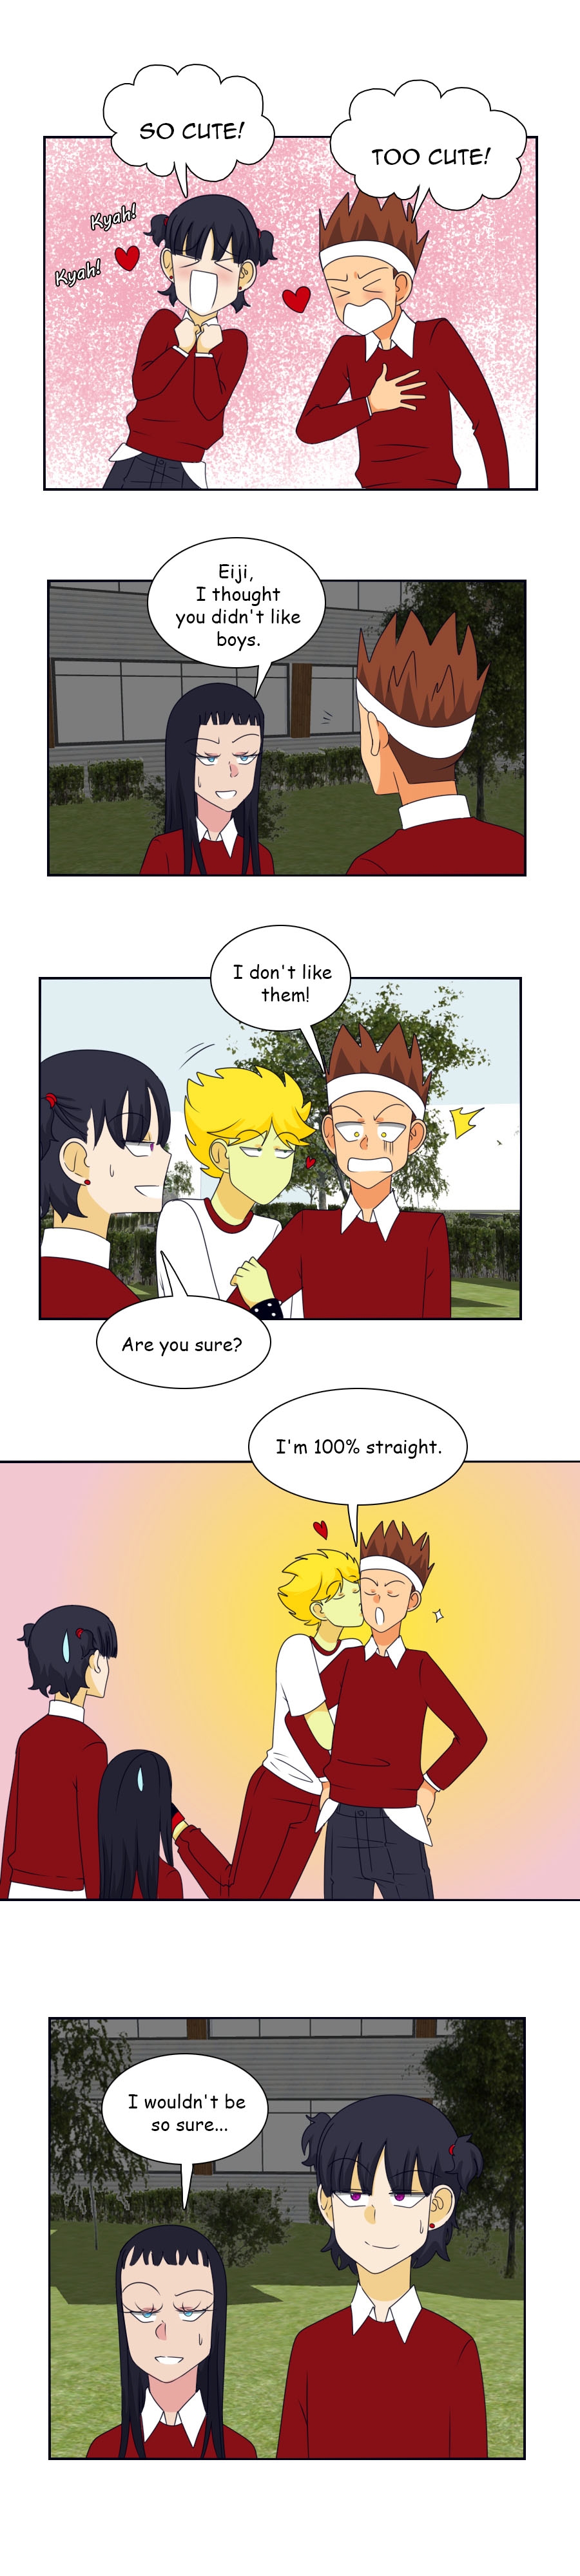 SO CUTE!
TOO CUTE!
Kyah!
Kyah!
Eiji,
I thought
you didn't like
boys.
I don't like
them!
Are you sure?
I'm 100% straight.
I wouldn't be
so sure...